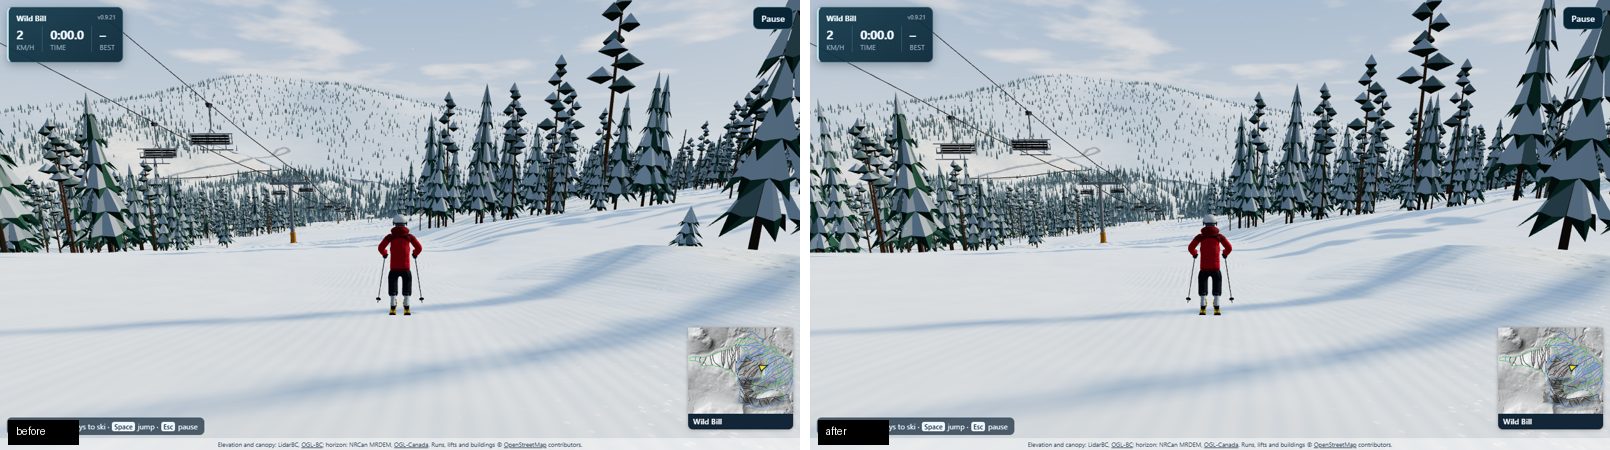 Wild Bill
v0.9.21
2
0:00.0
–
KM/H
TIME
BEST
Pause
Wild Bill
ys to ski · Space jump · Esc pause
before
Elevation and canopy: LidarBC, OGL-BC; horizon: NRCan MRDEM, OGL-Canada. Runs, lifts and buildings © OpenStreetMap contributors.
Wild Bill
v0.9.21
2
0:00.0
–
KM/H
TIME
BEST
Pause
Wild Bill
ys to ski · Space jump · Esc pause
after
Elevation and canopy: LidarBC, OGL-BC; horizon: NRCan MRDEM, OGL-Canada. Runs, lifts and buildings © OpenStreetMap contributors.